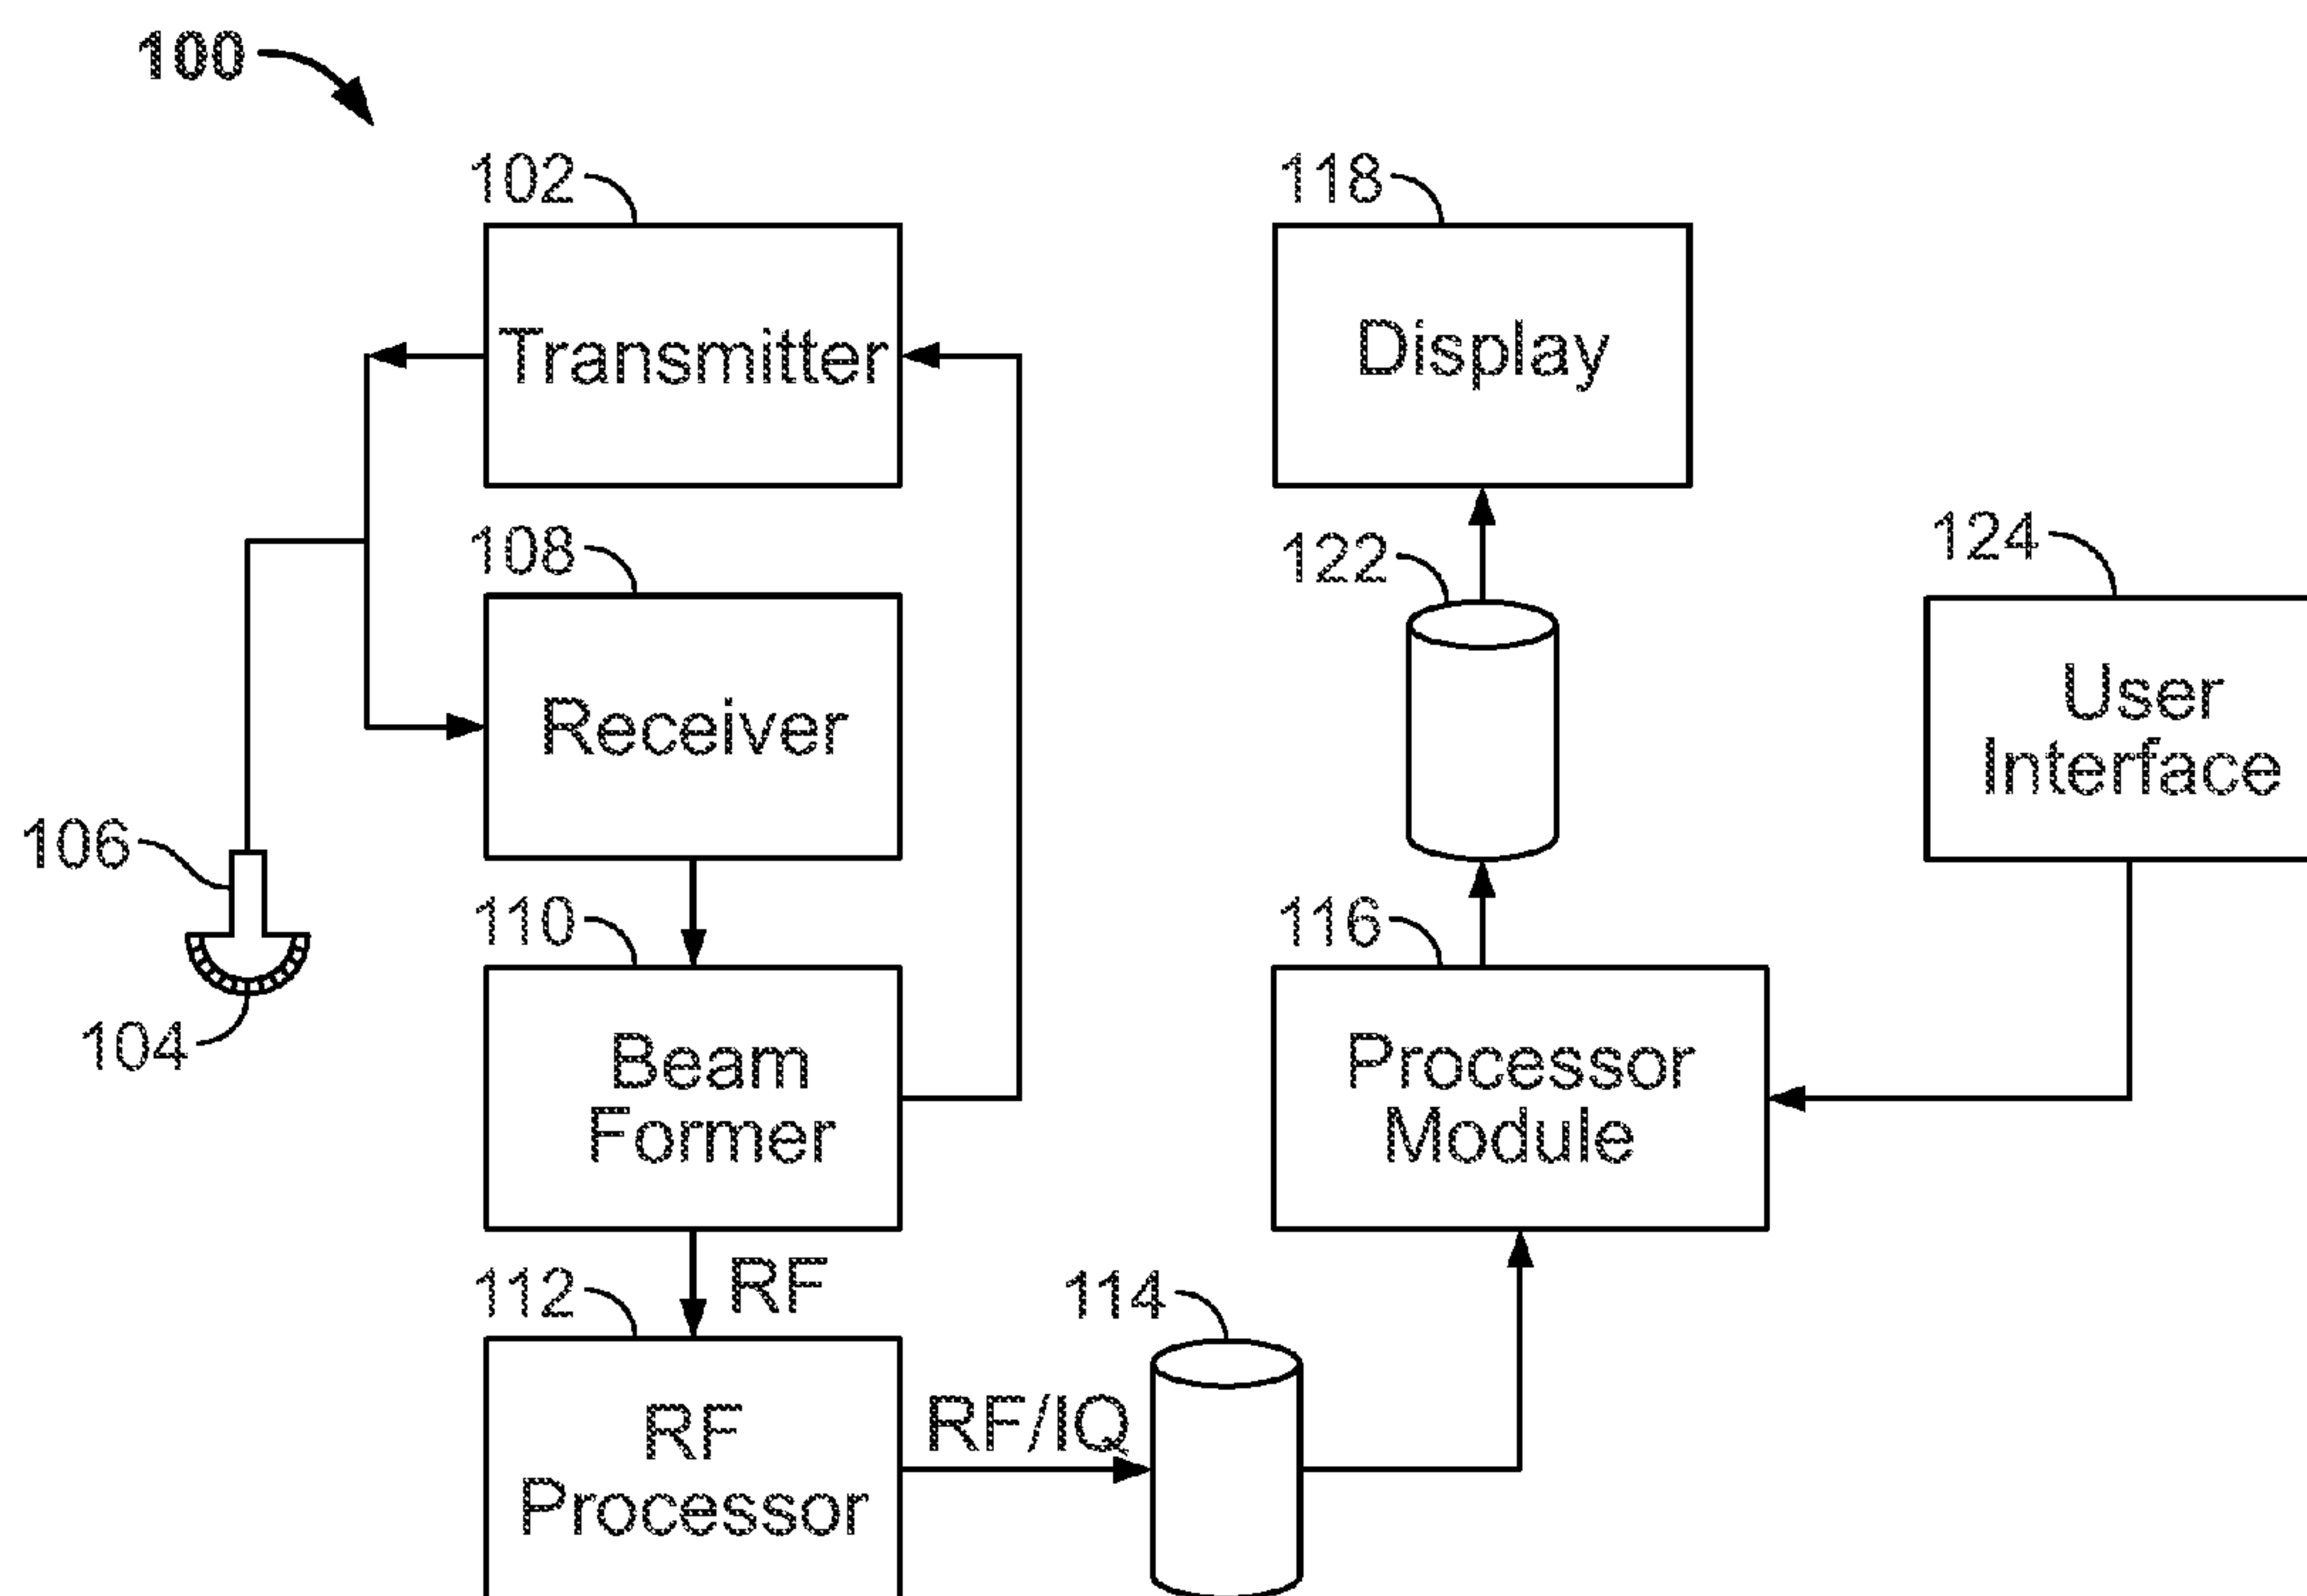 100
102
Transmitter
118
Display
108
Receiver
122
124
User
Interface
106
104
110
Beam
Former
116
Processor
Module
RF
112
RF
Processor
RF/IQ
114